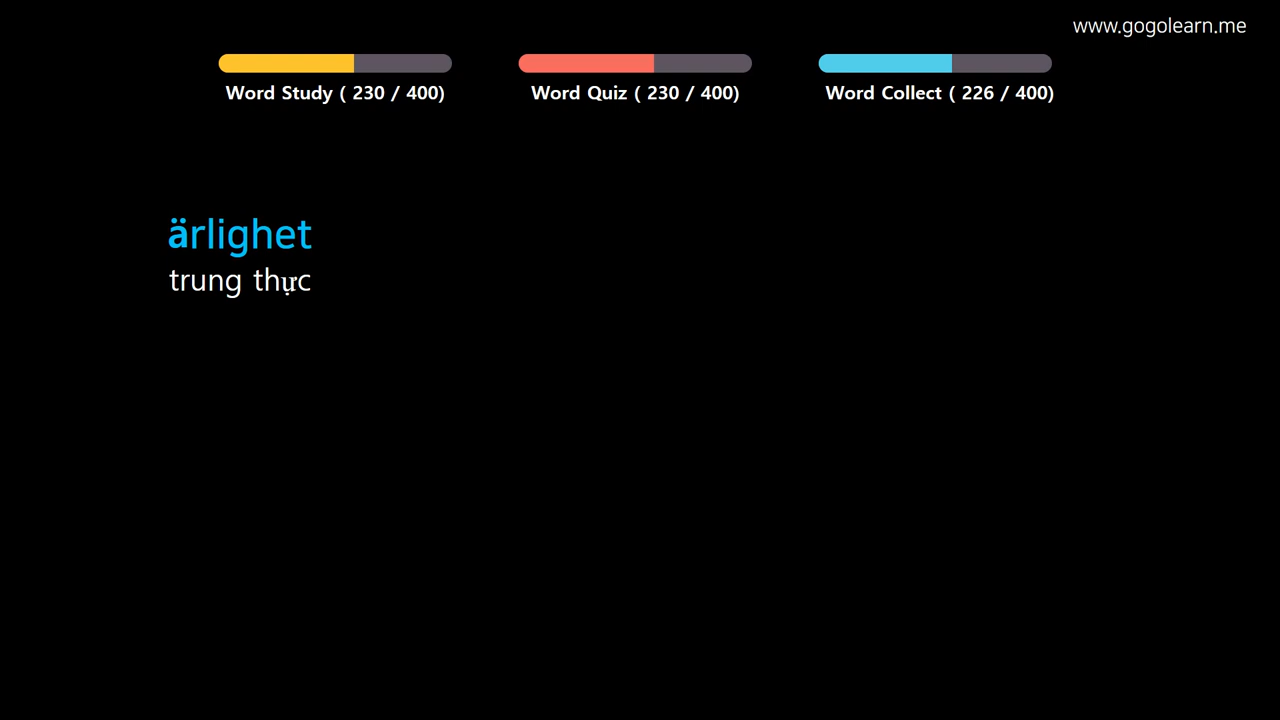 www.gogolearn.me
Word Study ( 230 / 400)
Word Quiz ( 230 / 400)
Word Collect ( 226 / 400)
ärlighet
trung thực